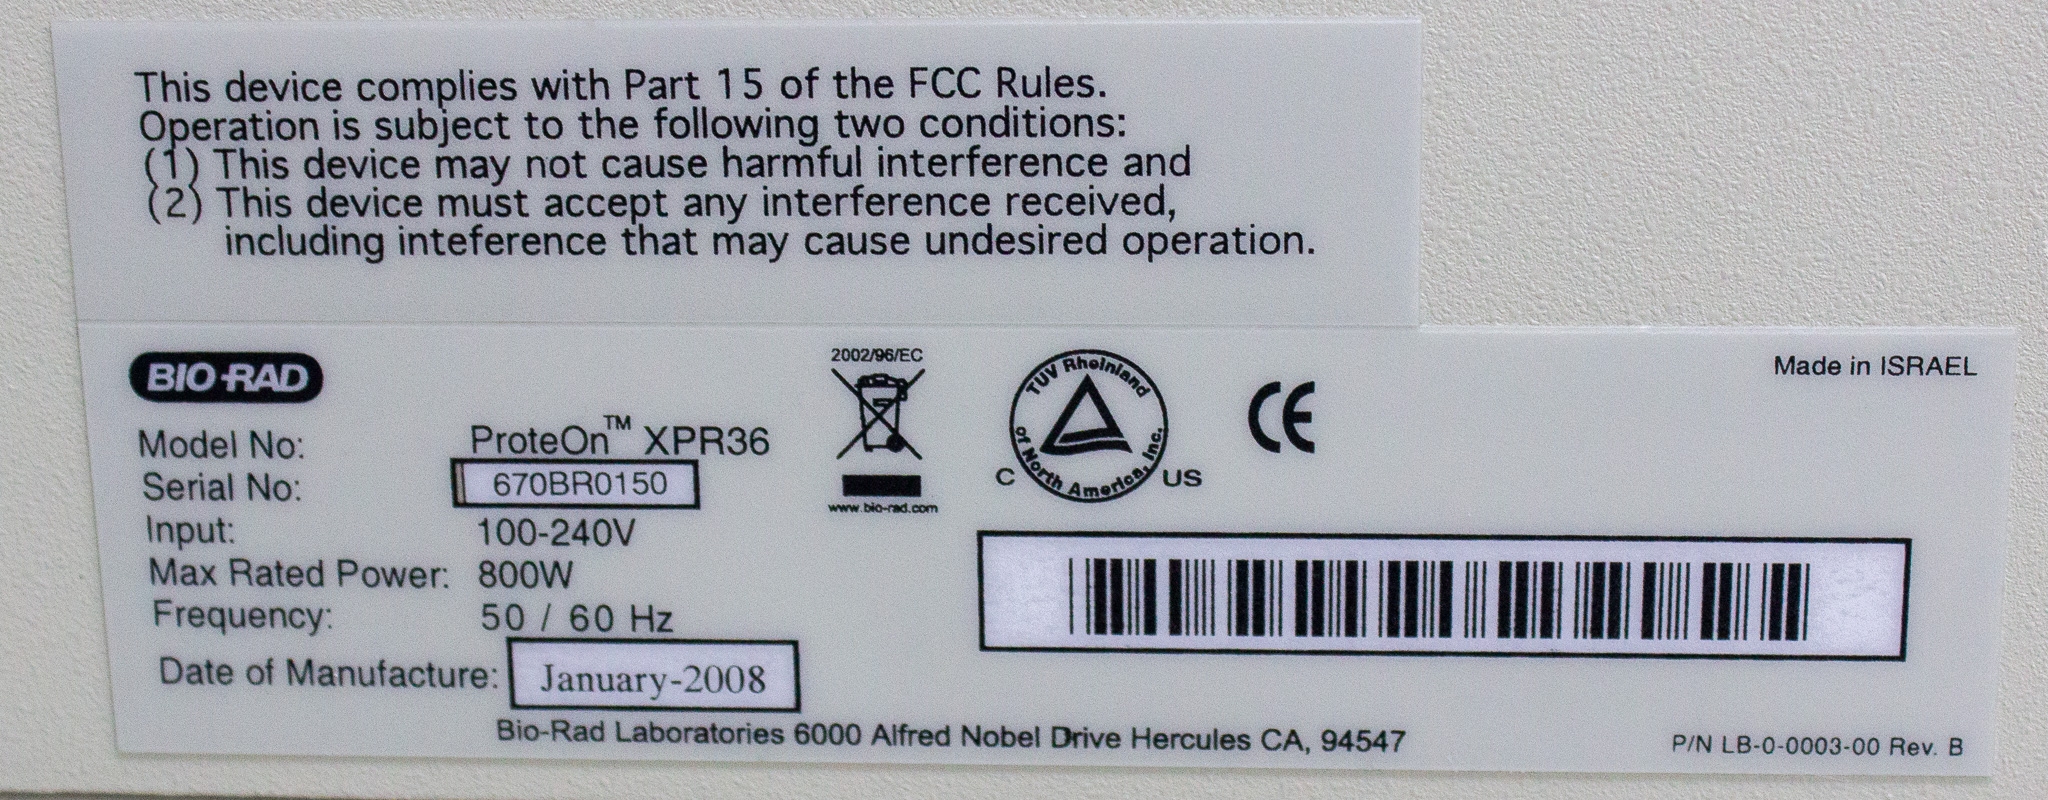 This device complies with Part 15 of the FCC Rules.
Operation is subject to the following two conditions:
(1) This device may not cause harmful interference and
(2) This device must accept any interference received,
including inteference that may cause undesired operation.
BIO-RAD
2002/96/EC
www.bio-rad.com
TUV Rheinland
of North America, Inc.
C US
CE
Made in ISRAEL
Model No: ProteOn™ XPR36
Serial No: 670BR0150
Input: 100-240V
Max Rated Power: 800W
Frequency: 50 / 60 Hz
Date of Manufacture: January-2008
Bio-Rad Laboratories 6000 Alfred Nobel Drive Hercules CA, 94547
P/N LB-0-0003-00 Rev. B